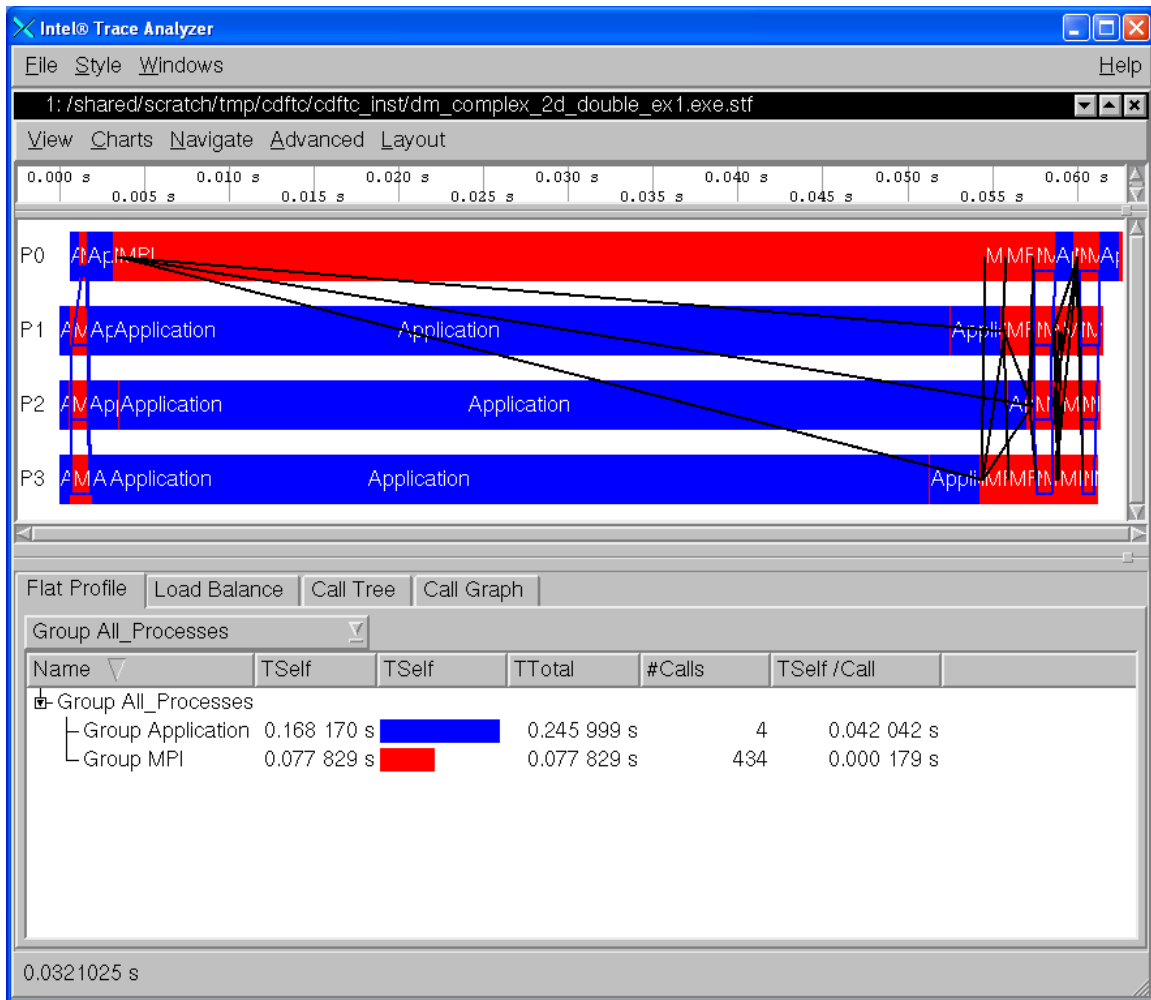 Intel® Trace Analyzer
File Style Windows Help
1: /shared/scratch/tmp/cdftc/cdftc_inst/dm_complex_2d_double_ex1.exe.stf
View Charts Navigate Advanced Layout
0.000 s 0.010 s 0.020 s 0.030 s 0.040 s 0.050 s 0.060 s
0.005 s 0.015 s 0.025 s 0.035 s 0.045 s 0.055 s
P0 MPI
P1 Application Application
P2 Application Application
P3 Application Application
Flat Profile Load Balance Call Tree Call Graph
Group All_Processes
Name TSelf TSelf TTotal #Calls TSelf /Call
Group All_Processes
Group Application 0.168 170 s 0.245 999 s 4 0.042 042 s
Group MPI 0.077 829 s 0.077 829 s 434 0.000 179 s
0.0321025 s